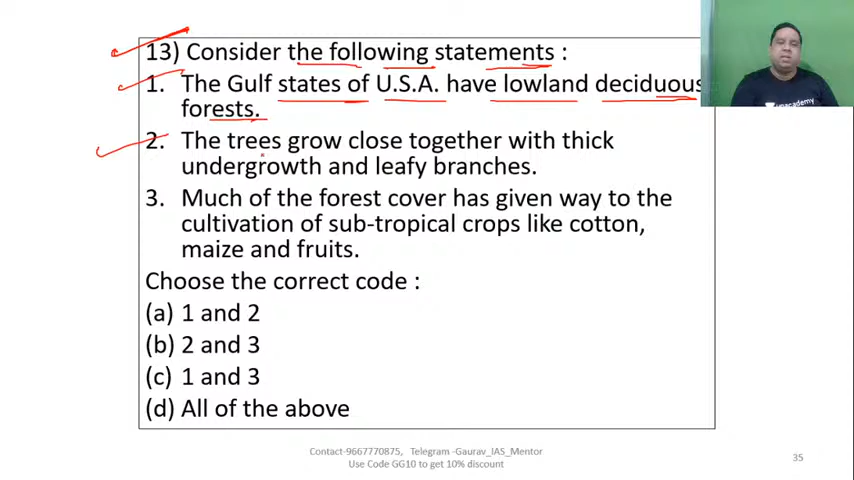 13) Consider the following statements :
1. The Gulf states of U.S.A. have lowland deciduous
forests.
2. The trees grow close together with thick
undergrowth and leafy branches.
3. Much of the forest cover has given way to the
cultivation of sub-tropical crops like cotton,
maize and fruits.
Choose the correct code :
(a) 1 and 2
(b) 2 and 3
(c) 1 and 3
(d) All of the above
Contact-9667770875, Telegram -Gaurav_IAS_Mentor
Use Code GG10 to get 10% discount
35